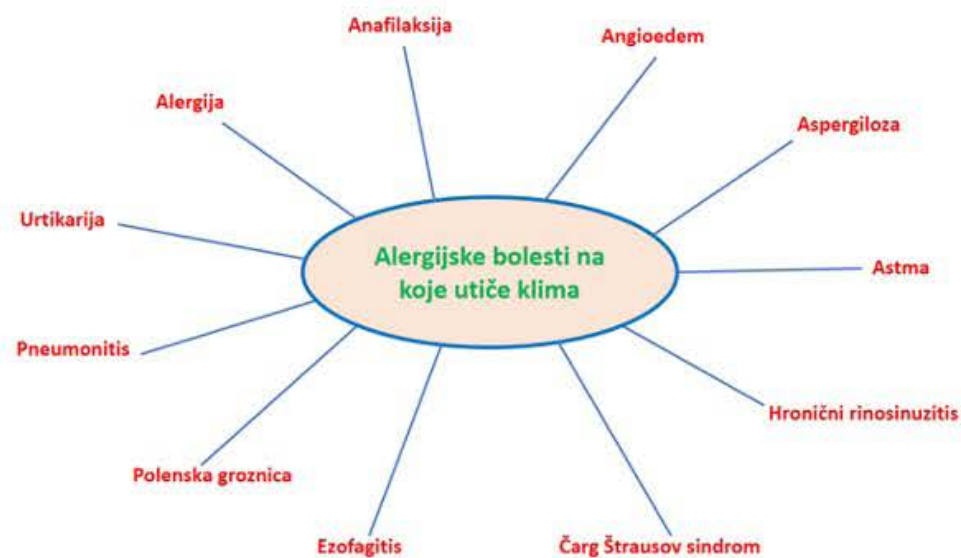 Anafilaksija
Angioedem
Alergija
Aspergiloza
Urtikarija
Alergijske bolesti na
koje utiče klima
Astma
Pneumonitis
Hronični rinosinuzitis
Polenska groznica
Ezofagitis
Čarg Štrausov sindrom